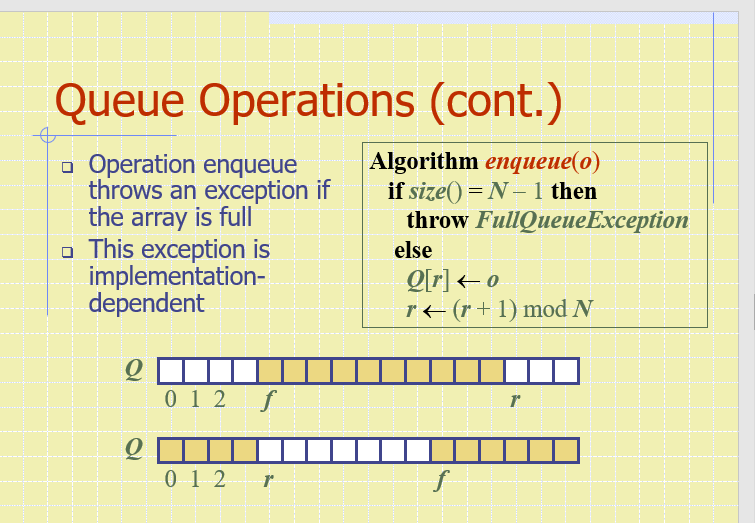 Queue Operations (cont.)
Operation enqueue
throws an exception if
the array is full
This exception is
implementation-
dependent
Algorithm enqueue(o)
if size() = N – 1 then
throw FullQueueException
else
Q[r] ← o
r ← (r + 1) mod N
Q
0 1 2 f r
Q
0 1 2 r f